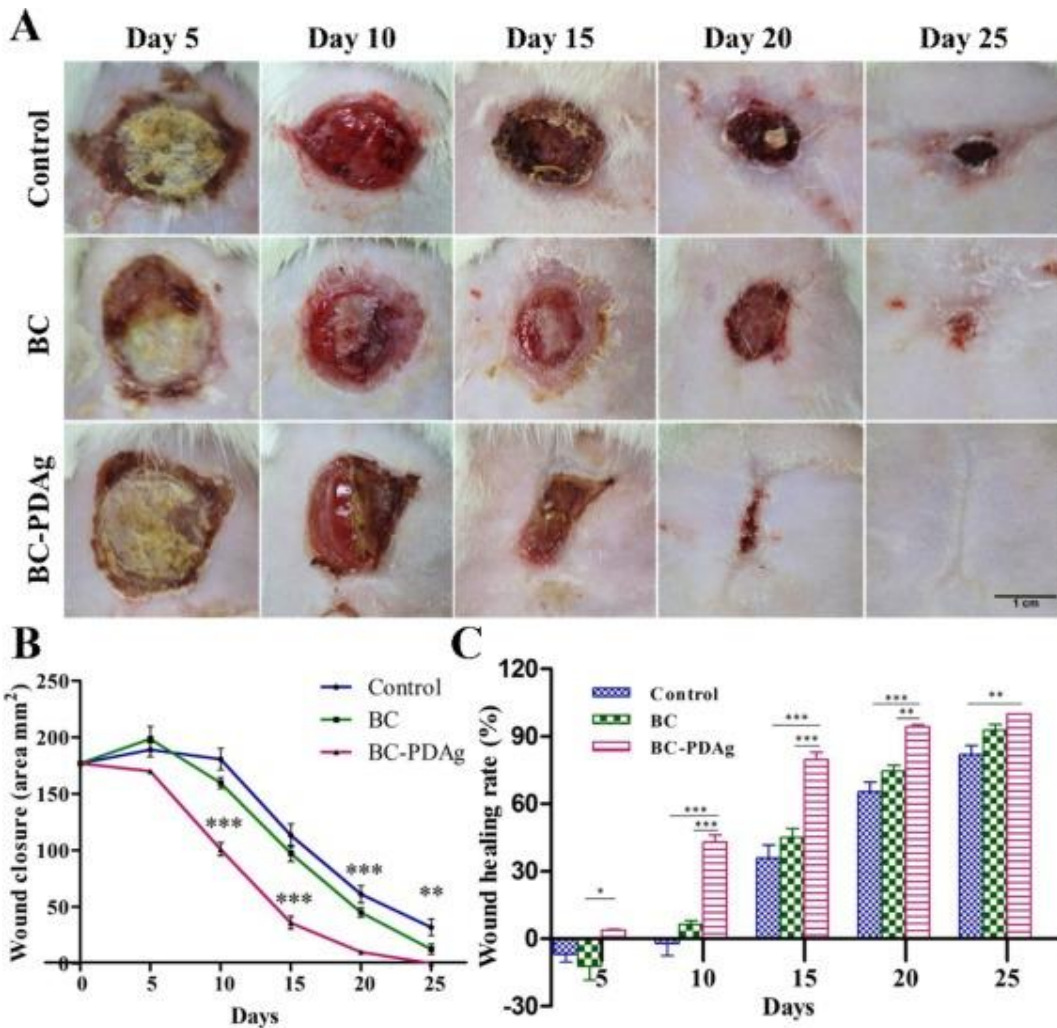 A
Day 5 Day 10 Day 15 Day 20 Day 25
Control
BC
BC-PDAg
1 cm
B
Wound closure (area mm²)
250
200
150
100
50
0
0 5 10 15 20 25
Days
Control
BC
BC-PDAg
***
***
***
**
C
Wound healing rate (%)
120
90
60
30
0
-30
5 10 15 20 25
Days
Control
BC
BC-PDAg
*
***
***
***
***
***
**
**